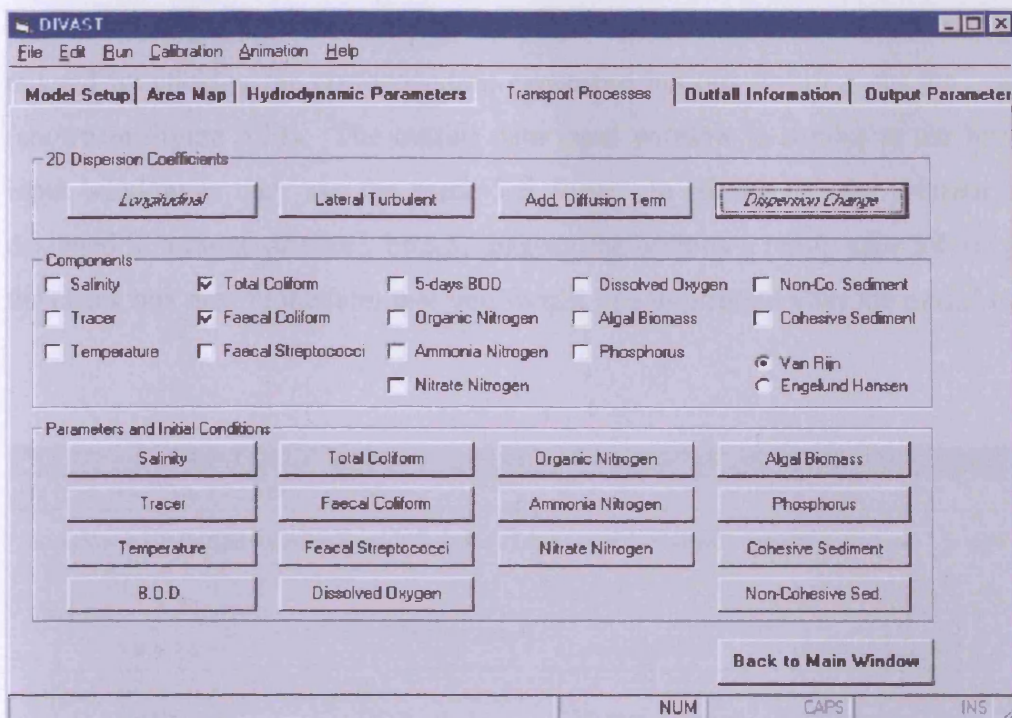 DIVAST
File Edit Run Calibration Animation Help
Model Setup Area Map Hydrodynamic Parameters Transport Processes Outfall Information Output Parameter
2D Dispersion Coefficients
Longitudinal Lateral Turbulent Add. Diffusion Term Dispersion Change
Components
Salinity Total Coliform 5-days BOD Dissolved Oxygen Non-Co. Sediment
Tracer Faecal Coliform Organic Nitrogen Algal Biomass Cohesive Sediment
Temperature Faecal Streptococci Ammonia Nitrogen Phosphorus Van Rijn
Nitrate Nitrogen Engelund Hansen
Parameters and Initial Conditions
Salinity Total Coliform Organic Nitrogen Algal Biomass
Tracer Faecal Coliform Ammonia Nitrogen Phosphorus
Temperature Feacal Streptococci Nitrate Nitrogen Cohesive Sediment
B.O.D. Dissolved Oxygen Non-Cohesive Sed.
Back to Main Window
NUM CAPS INS